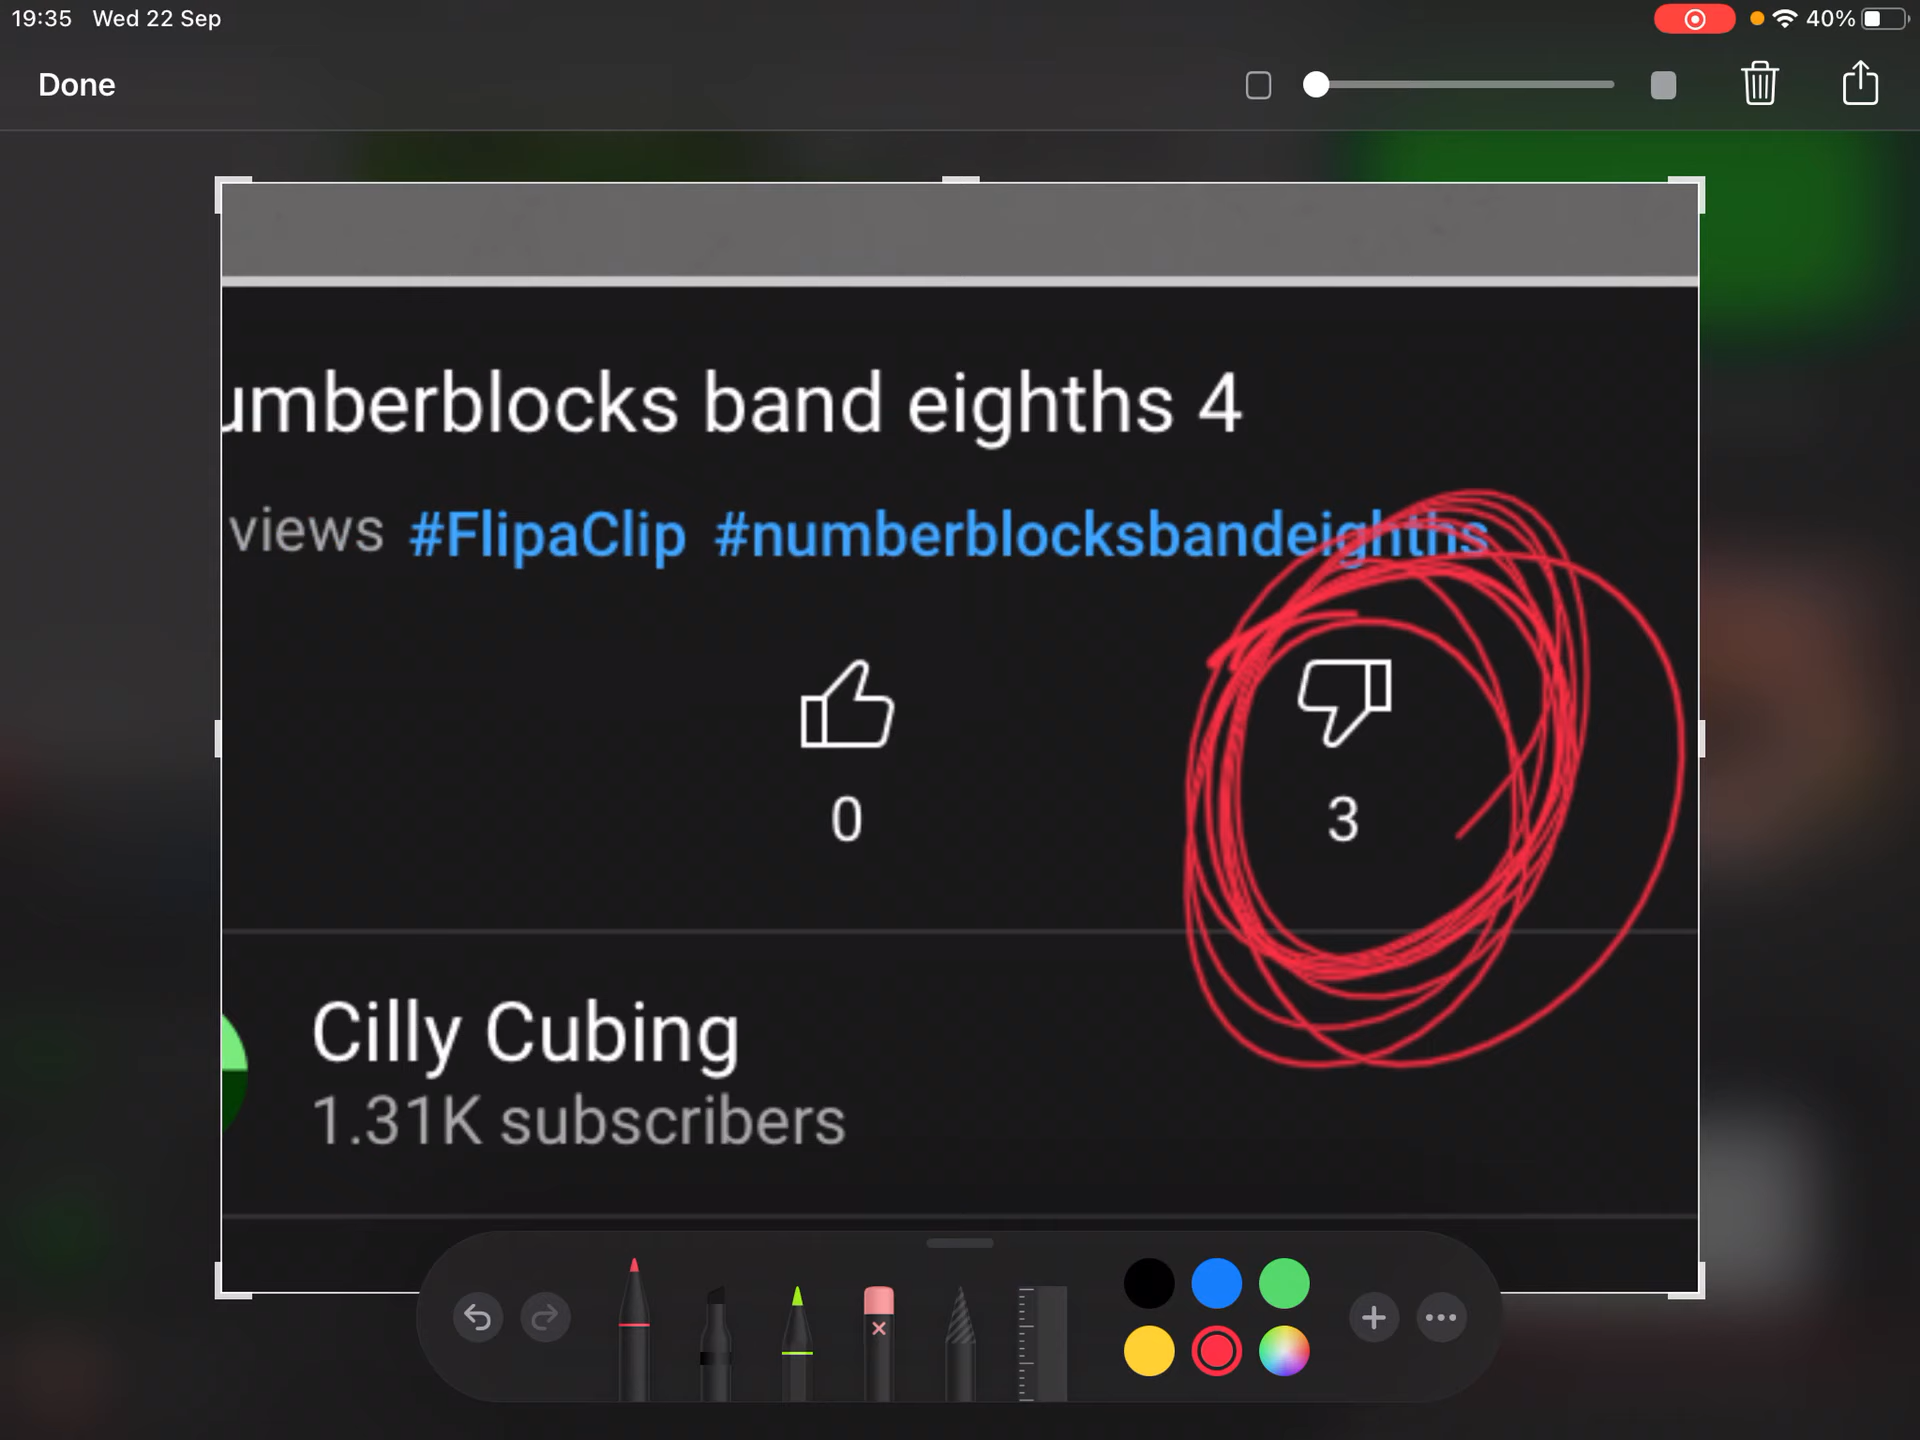 19:35 Wed 22 Sep 40%
Done
umberblocks band eighths 4
views #FlipaClip #numberblocksbandeighths
0 3
Cilly Cubing
1.31K subscribers